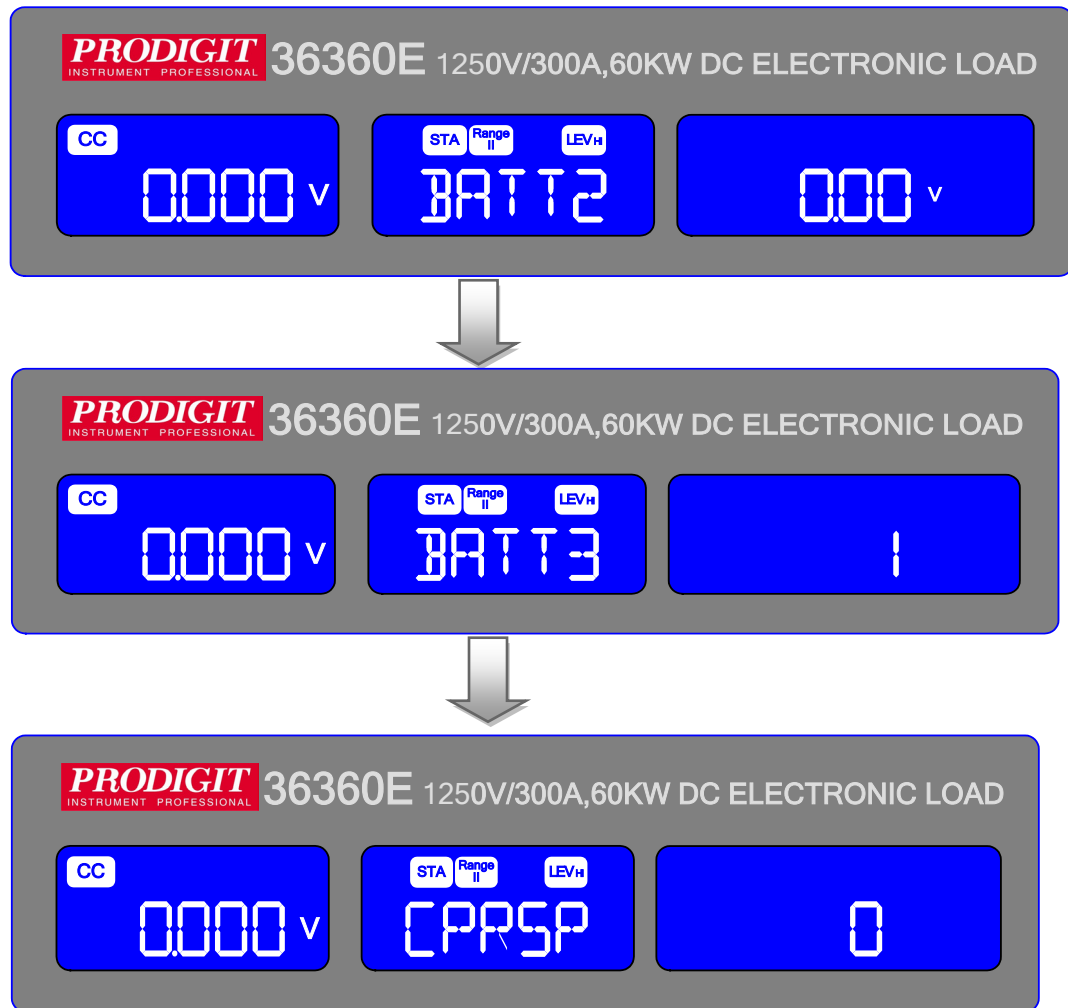 PRODIGIT
INSTRUMENT PROFESSIONAL
36360E 1250V/300A,60KW DC ELECTRONIC LOAD
CC
STA Range II LEV HI
0.000 V
BATT2
0.00 V
PRODIGIT
INSTRUMENT PROFESSIONAL
36360E 1250V/300A,60KW DC ELECTRONIC LOAD
CC
STA Range II LEV HI
0.000 V
BATT3
1
PRODIGIT
INSTRUMENT PROFESSIONAL
36360E 1250V/300A,60KW DC ELECTRONIC LOAD
CC
STA Range II LEV HI
0.000 V
CPRSP
0